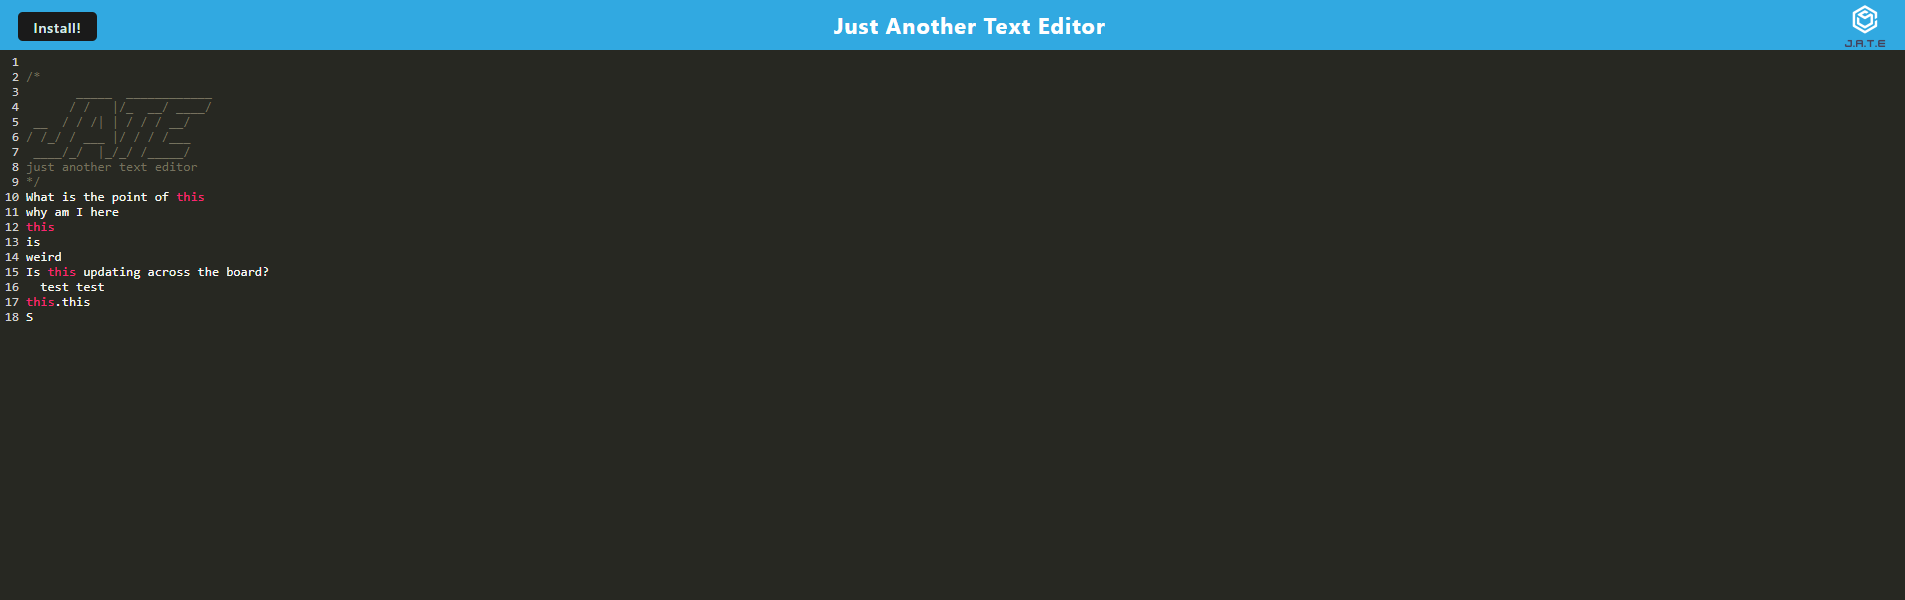 Install!
Just Another Text Editor
J.A.T.E
1
2 /*
3        _____  ____________
4       / /   |/_  __/ ____/
5  __  / / /| | / / / __/
6 / /_/ / ___ |/ / / /___
7  ____/_/  |_/_/ /_____/
8 just another text editor
9 */
10 What is the point of this
11 why am I here
12 this
13 is
14 weird
15 Is this updating across the board?
16   test test
17 this.this
18 S